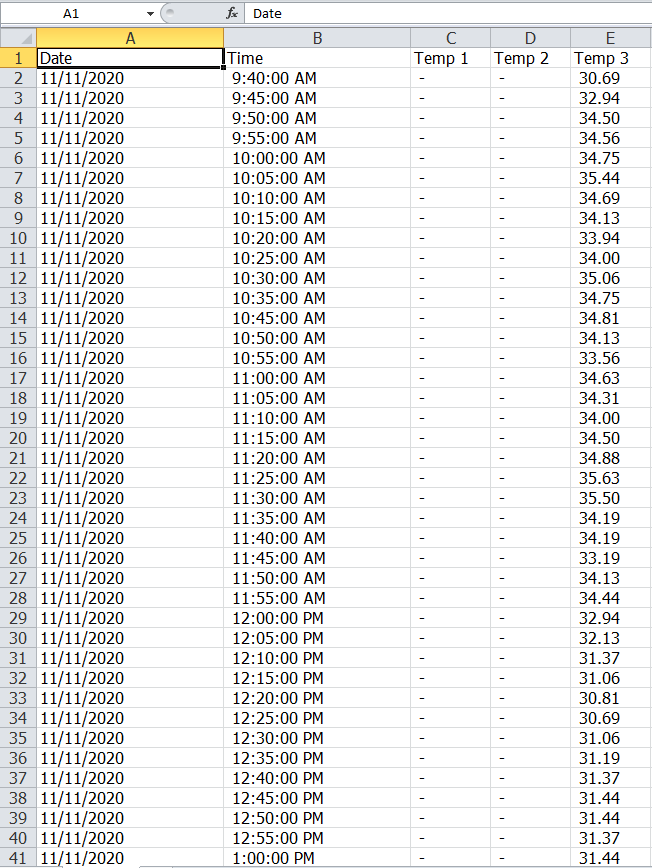 A1 fx Date
A B C D E
1 Date Time Temp 1 Temp 2 Temp 3
2 11/11/2020 9:40:00 AM - - 30.69
3 11/11/2020 9:45:00 AM - - 32.94
4 11/11/2020 9:50:00 AM - - 34.50
5 11/11/2020 9:55:00 AM - - 34.56
6 11/11/2020 10:00:00 AM - - 34.75
7 11/11/2020 10:05:00 AM - - 35.44
8 11/11/2020 10:10:00 AM - - 34.69
9 11/11/2020 10:15:00 AM - - 34.13
10 11/11/2020 10:20:00 AM - - 33.94
11 11/11/2020 10:25:00 AM - - 34.00
12 11/11/2020 10:30:00 AM - - 35.06
13 11/11/2020 10:35:00 AM - - 34.75
14 11/11/2020 10:45:00 AM - - 34.81
15 11/11/2020 10:50:00 AM - - 34.13
16 11/11/2020 10:55:00 AM - - 33.56
17 11/11/2020 11:00:00 AM - - 34.63
18 11/11/2020 11:05:00 AM - - 34.31
19 11/11/2020 11:10:00 AM - - 34.00
20 11/11/2020 11:15:00 AM - - 34.50
21 11/11/2020 11:20:00 AM - - 34.88
22 11/11/2020 11:25:00 AM - - 35.63
23 11/11/2020 11:30:00 AM - - 35.50
24 11/11/2020 11:35:00 AM - - 34.19
25 11/11/2020 11:40:00 AM - - 34.19
26 11/11/2020 11:45:00 AM - - 33.19
27 11/11/2020 11:50:00 AM - - 34.13
28 11/11/2020 11:55:00 AM - - 34.44
29 11/11/2020 12:00:00 PM - - 32.94
30 11/11/2020 12:05:00 PM - - 32.13
31 11/11/2020 12:10:00 PM - - 31.37
32 11/11/2020 12:15:00 PM - - 31.06
33 11/11/2020 12:20:00 PM - - 30.81
34 11/11/2020 12:25:00 PM - - 30.69
35 11/11/2020 12:30:00 PM - - 31.06
36 11/11/2020 12:35:00 PM - - 31.19
37 11/11/2020 12:40:00 PM - - 31.37
38 11/11/2020 12:45:00 PM - - 31.44
39 11/11/2020 12:50:00 PM - - 31.44
40 11/11/2020 12:55:00 PM - - 31.37
41 11/11/2020 1:00:00 PM - - 31.44